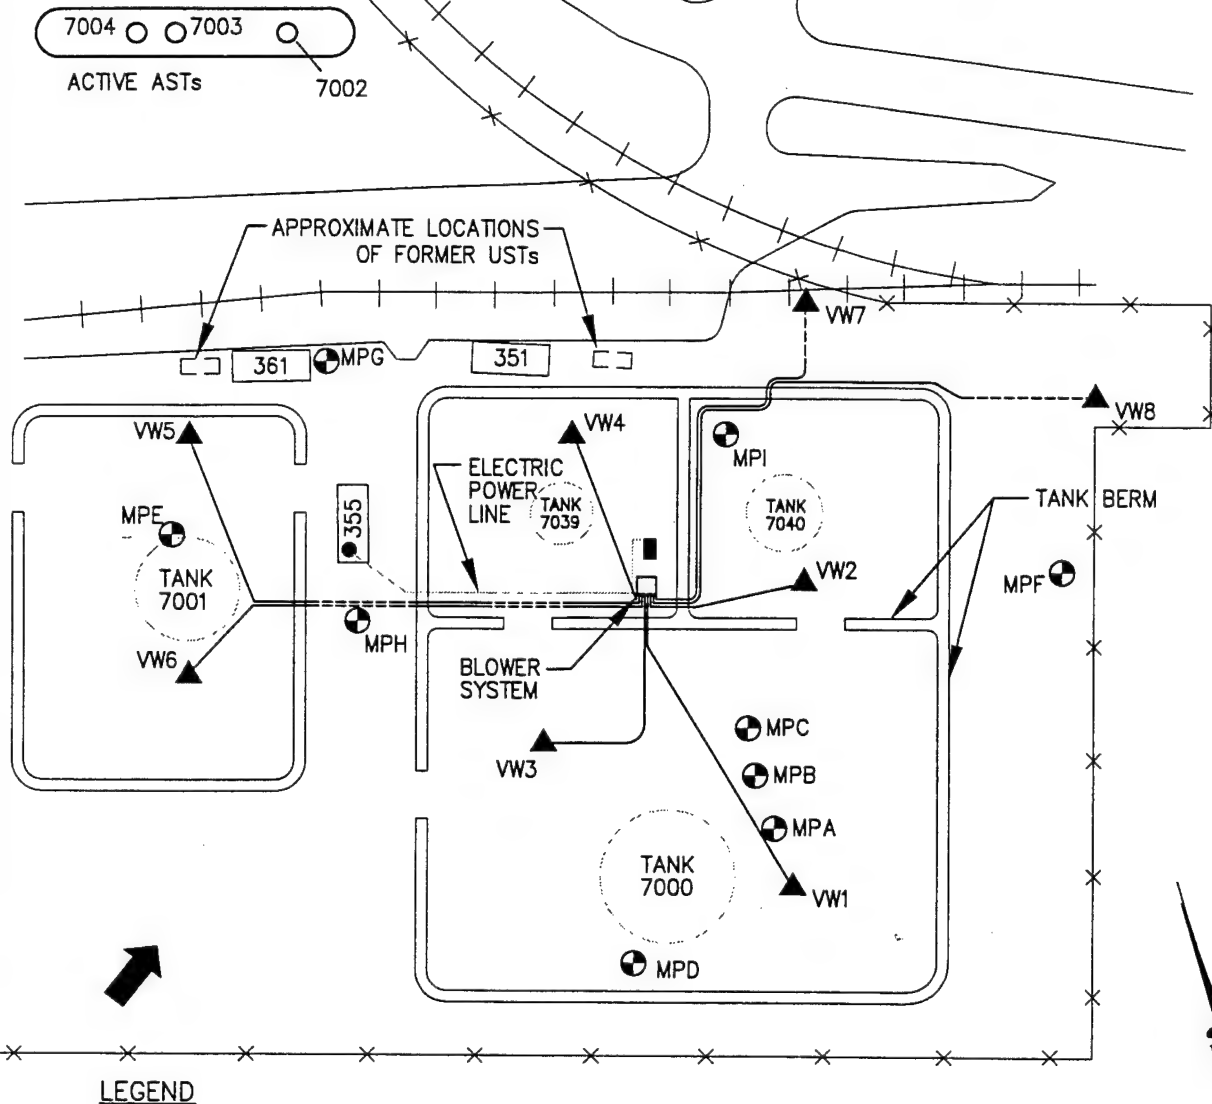 7004
7003
ACTIVE ASTs
7002
APPROXIMATE LOCATIONS
OF FORMER USTs
VW7
361
MPG
351
VW8
VW5
VW4
MPI
ELECTRIC
POWER
LINE
TANK
7039
TANK
7040
TANK BERM
MPE
355
TANK
7001
VW2
MPF
MPH
VW6
BLOWER
SYSTEM
VW3
MPC
MPB
MPA
TANK
7000
VW1
MPD
LEGEND